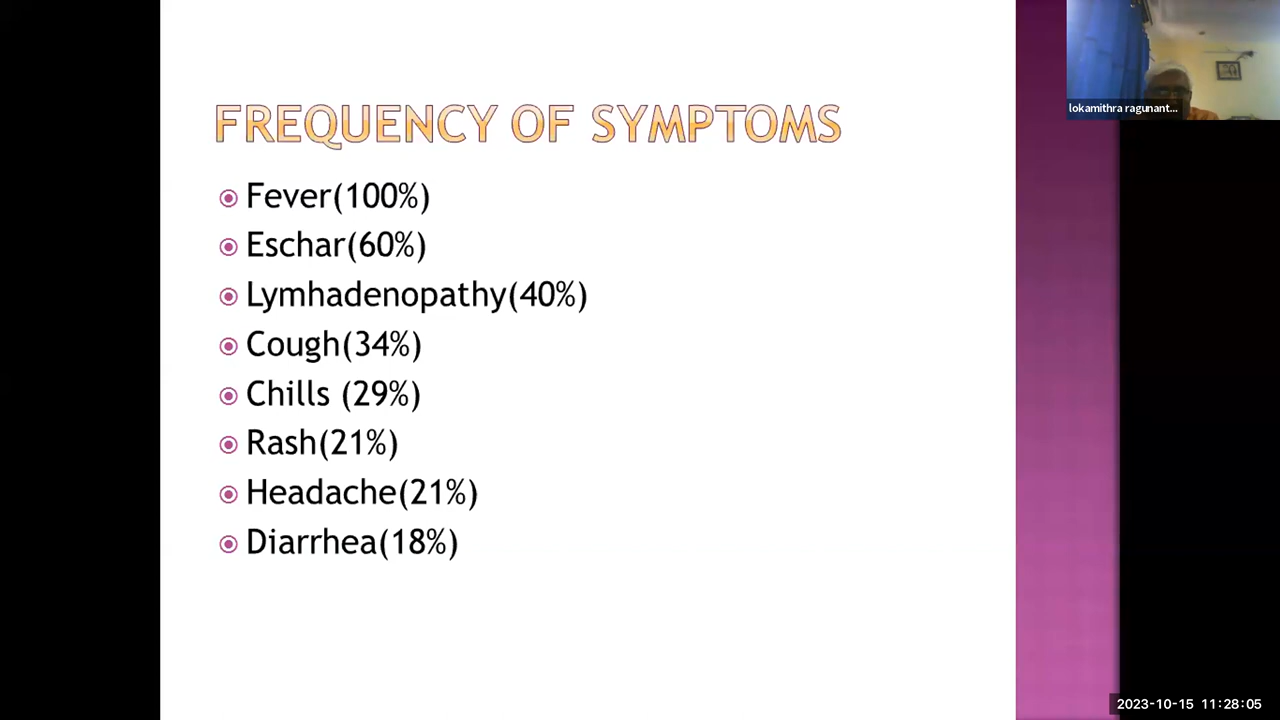 lokamithra ragunant...
FREQUENCY OF SYMPTOMS
Fever(100%)
Eschar(60%)
Lymhadenopathy(40%)
Cough(34%)
Chills (29%)
Rash(21%)
Headache(21%)
Diarrhea(18%)
2023-10-15 11:28:05